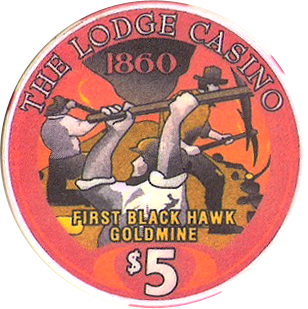 THE LODGE CASINO
1860
FIRST BLACK HAWK
GOLDMINE
$5